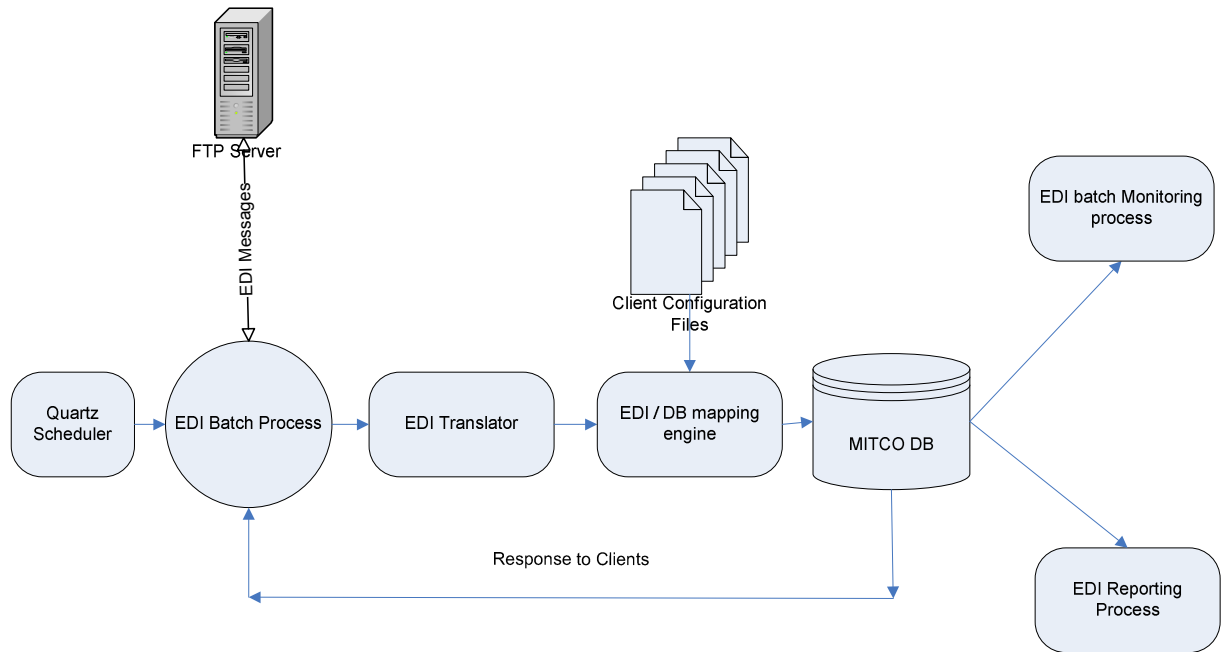 FTP Server
EDI Messages
Client Configuration
Files
EDI batch Monitoring
process
Quartz
Scheduler
EDI Batch Process
EDI Translator
EDI / DB mapping
engine
MITCO DB
Response to Clients
EDI Reporting
Process